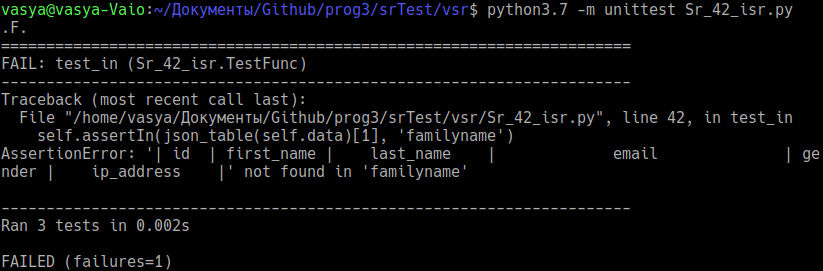 vasya@vasya-Vaio:~/Документы/Github/prog3/srTest/vsr$ python3.7 -m unittest Sr_42_isr.py
.F.
======================================================================
FAIL: test_in (Sr_42_isr.TestFunc)
----------------------------------------------------------------------
Traceback (most recent call last):
  File "/home/vasya/Документы/Github/prog3/srTest/vsr/Sr_42_isr.py", line 42, in test_in
    self.assertIn(json_table(self.data)[1], 'familyname')
AssertionError: '| id  | first_name |    last_name    |             email              | ge
nder |    ip_address    |' not found in 'familyname'
----------------------------------------------------------------------
Ran 3 tests in 0.002s
FAILED (failures=1)